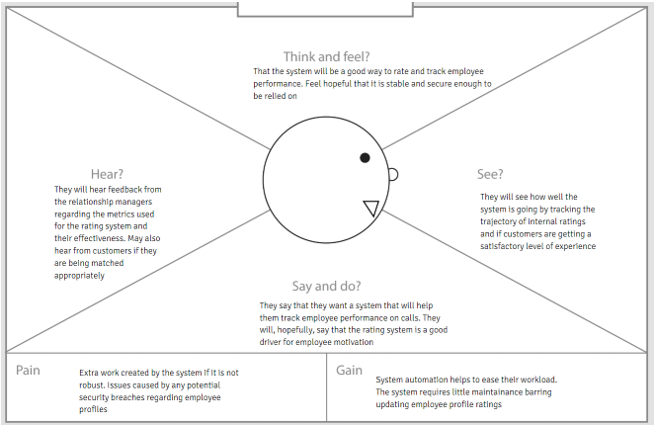 Think and feel?
That the system will be a good way to rate and track employee
performance. Feel hopeful that it is stable and secure enough to
be relied on
Hear?
They will hear feedback from
the relationship managers
regarding the metrics used
for the rating system and
their effectiveness. May also
hear from customers if they
are being matched
appropriately
See?
They will see how well the
system is going by tracking the
trajectory of internal ratings
and if customers are getting a
satisfactory level of experience
Say and do?
They say that they want a system that will help
them track employee performance on calls. They
will, hopefully, say that the rating system is a good
driver for employee motivation
Pain
Extra work created by the system if it is not
robust. Issues caused by any potential
security breaches regarding employee
profiles
Gain
System automation helps to ease their workload.
The system requires little maintainance barring
updating employee profile ratings